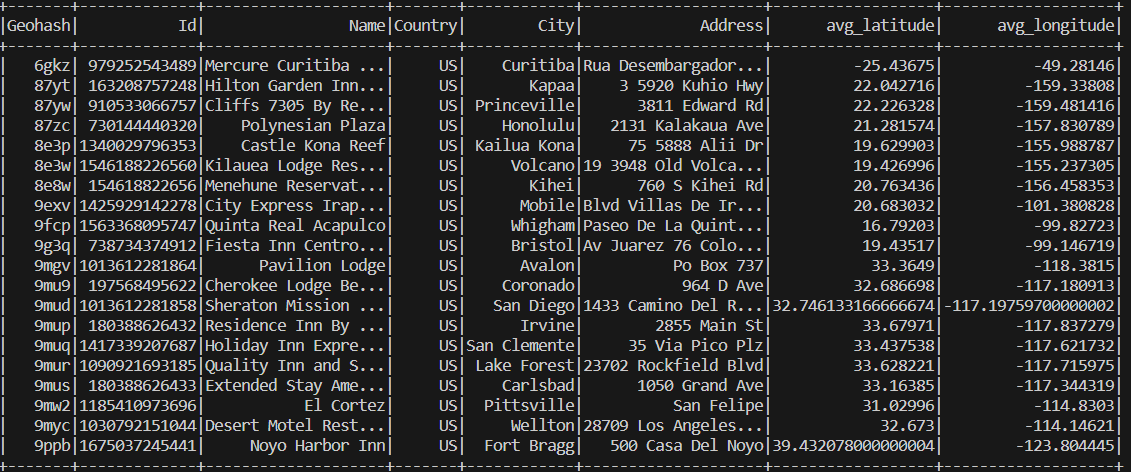 +-------+-------------+--------------------+-------+------------+--------------------+------------------+-------------------+
|Geohash|           Id|                Name|Country|        City|             Address|      avg_latitude|      avg_longitude|
+-------+-------------+--------------------+-------+------------+--------------------+------------------+-------------------+
|   6gkz| 979252543489|Mercure Curitiba ...|     US|    Curitiba|Rua Desembargador...|         -25.43675|          -49.28146|
|   87yt| 163208757248|Hilton Garden Inn...|     US|       Kapaa|    3 5920 Kuhio Hwy|         22.042716|         -159.33808|
|   87yw| 910533066757|Cliffs 7305 By Re...|     US| Princeville|      3811 Edward Rd|         22.226328|        -159.481416|
|   87zc| 730144440320|    Polynesian Plaza|     US|    Honolulu|   2131 Kalakaua Ave|         21.281574|        -157.830789|
|   8e3p|1340029796353|    Castle Kona Reef|     US| Kailua Kona|    75 5888 Alii Dr|         19.629903|        -155.988787|
|   8e3w|1546188226560|Kilauea Lodge Res...|     US|     Volcano|19 3948 Old Volca...|         19.426996|        -155.237305|
|   8e8w| 154618822656|Menehune Reservat...|     US|       Kihei|      760 S Kihei Rd|         20.763436|        -156.458353|
|   9exv|1425929142278|City Express Irap...|     US|      Mobile|Blvd Villas De Ir...|         20.683032|        -101.380828|
|   9fcp|1563368095747|Quinta Real Acapulco|     US|     Whigham|Paseo De La Quint...|          16.79203|          -99.82723|
|   9g3q| 738734374912|Fiesta Inn Centro...|     US|     Bristol|Av Juarez 76 Colo...|          19.43517|         -99.146719|
|   9mgv|1013612281864|      Pavilion Lodge|     US|      Avalon|          Po Box 737|           33.3649|          -118.3815|
|   9mu9| 197568495622|Cherokee Lodge Be...|     US|    Coronado|           964 D Ave|         32.686698|        -117.180913|
|   9mud|1013612281858|Sheraton Mission ...|     US|   San Diego|1433 Camino Del R...|32.746133166666674|-117.19759700000002|
|   9mup| 180388626432|Residence Inn By ...|     US|      Irvine|        2855 Main St|          33.67971|        -117.837279|
|   9muq|1417339207687|Holiday Inn Expre...|     US|San Clemente|     35 Via Pico Plz|         33.437538|        -117.621732|
|   9mur|1090921693185|Quality Inn and S...|     US| Lake Forest|23702 Rockfield Blvd|         33.628221|        -117.715975|
|   9mus| 180388626433|Extended Stay Ame...|     US|    Carlsbad|      1050 Grand Ave|          33.16385|        -117.344319|
|   9mw2|1185410973696|           El Cortez|     US|  Pittsville|          San Felipe|          31.02996|          -114.8303|
|   9myc|1030792151044|Desert Motel Rest...|     US|     Wellton|28709 Los Angeles...|            32.673|         -114.14621|
|   9ppb|1675037245441|     Noyo Harbor Inn|     US|  Fort Bragg|   500 Casa Del Noyo|39.432078000000004|        -123.804445|
+-------+-------------+--------------------+-------+------------+--------------------+------------------+-------------------+